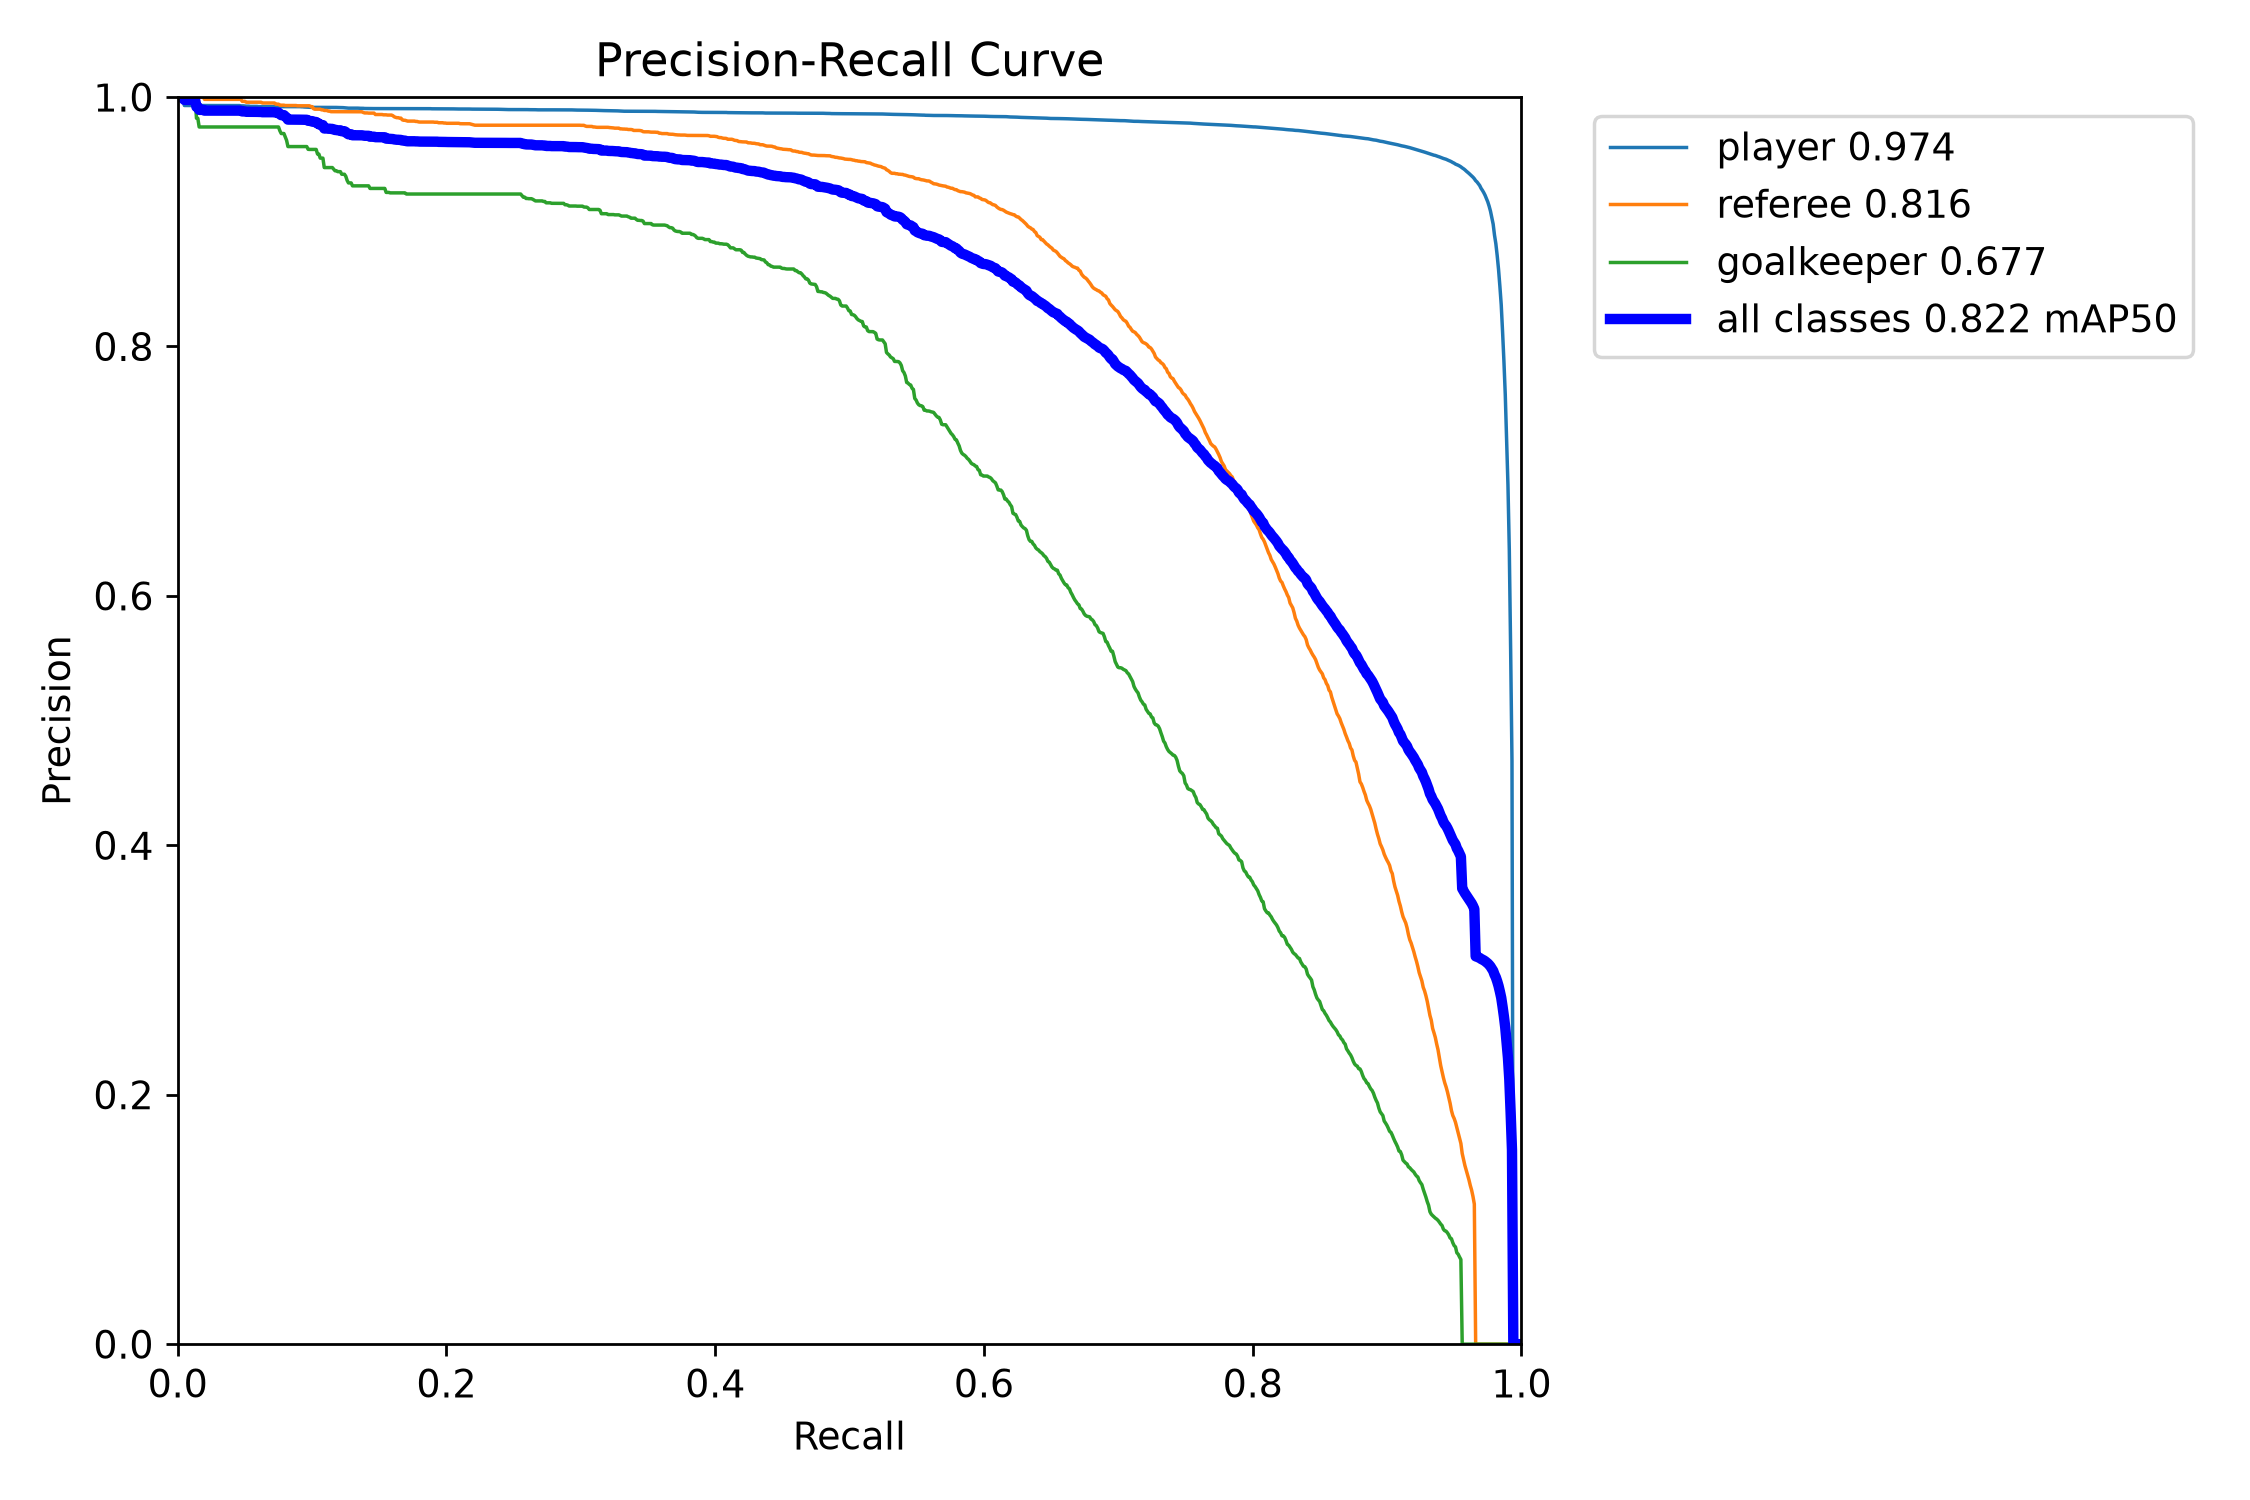 Precision-Recall Curve
1.0
0.8
0.6
0.4
0.2
0.0
Precision
0.0 0.2 0.4 0.6 0.8 1.0
Recall
player 0.974
referee 0.816
goalkeeper 0.677
all classes 0.822 mAP50